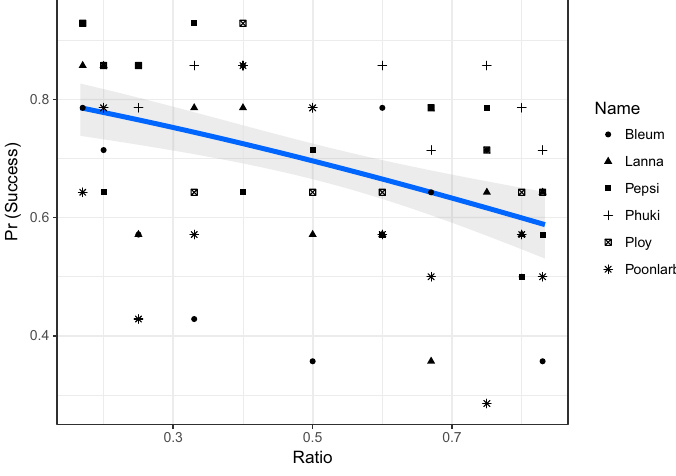 Pr (Success)
0.8
0.6
0.4
0.3
0.5
0.7
Ratio
Name
Bleum
Lanna
Pepsi
Phuki
Ploy